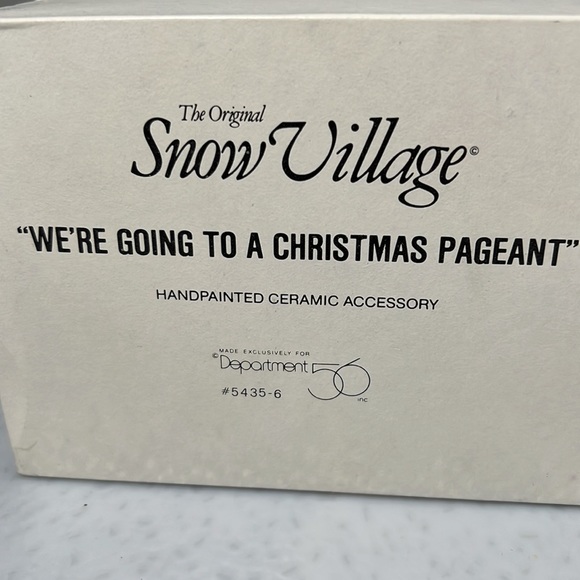 The Original
Snow Village©
"WE'RE GOING TO A CHRISTMAS PAGEANT"
HANDPAINTED CERAMIC ACCESSORY
MADE EXCLUSIVELY FOR
©Department 56 inc
#5435-6